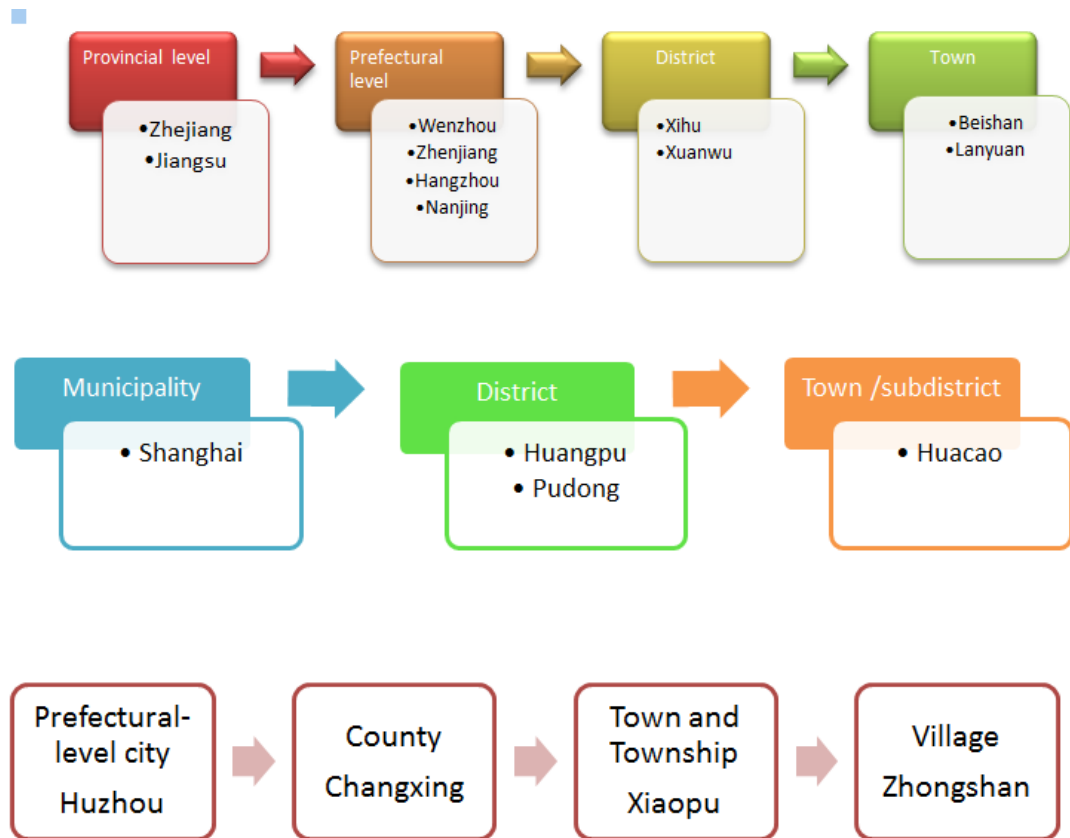 Provincial level
•Zhejiang
•Jiangsu
Prefectural
level
•Wenzhou
•Zhenjiang
•Hangzhou
•Nanjing
District
•Xihu
•Xuanwu
Town
•Beishan
•Lanyuan
Municipality
• Shanghai
District
• Huangpu
• Pudong
Town /subdistrict
• Huacao
Prefectural-
level city
Huzhou
County
Changxing
Town and
Township
Xiaopu
Village
Zhongshan